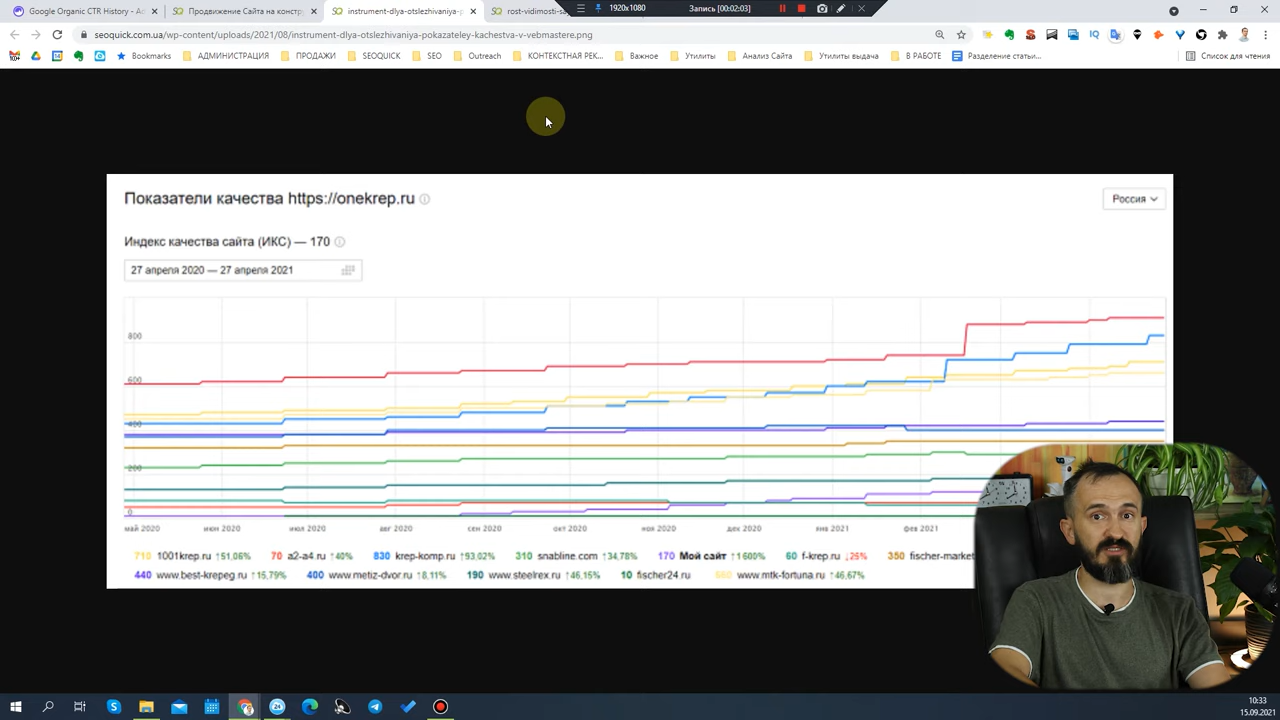 Google Organic CTR History - Ad
Продвижение Сайта на констру
instrument-dlya-otslezhivaniya-p
rost-vidimosti-sa
1920x1080
Запись [00:02:03]
seoquick.com.ua/wp-content/uploads/2021/08/instrument-dlya-otslezhivaniya-pokazateley-kachestva-v-vebmastere.png
Bookmarks
АДМИНИСТРАЦИЯ
ПРОДАЖИ
SEOQUICK
SEO
Outreach
КОНТЕКСТНАЯ РЕК...
Важное
Утилиты
Анализ Сайта
Утилиты выдача
В РАБОТЕ
Разделение статьи...
Список для чтения
Показатели качества https://onekrep.ru
Россия
Индекс качества сайта (ИКС) — 170
27 апреля 2020 — 27 апреля 2021
800
600
400
200
0
май 2020 июн 2020 июл 2020 авг 2020 сен 2020 окт 2020 ноя 2020 дек 2020 янв 2021 фев 2021
710 1001krep.ru ↑51,06% 70 a2-a4.ru ↑40% 830 krep-komp.ru ↑93,02% 310 snabline.com ↑34,78% 170 Мой сайт ↑1600% 60 f-krep.ru ↓25% 350 fischer-market
440 www.best-krepeg.ru ↑15,79% 400 www.metiz-dvor.ru ↑8,11% 190 www.steelrex.ru ↑46,15% 10 fischer24.ru 660 www.mtk-fortuna.ru ↑46,67%
10:33
15.09.2021